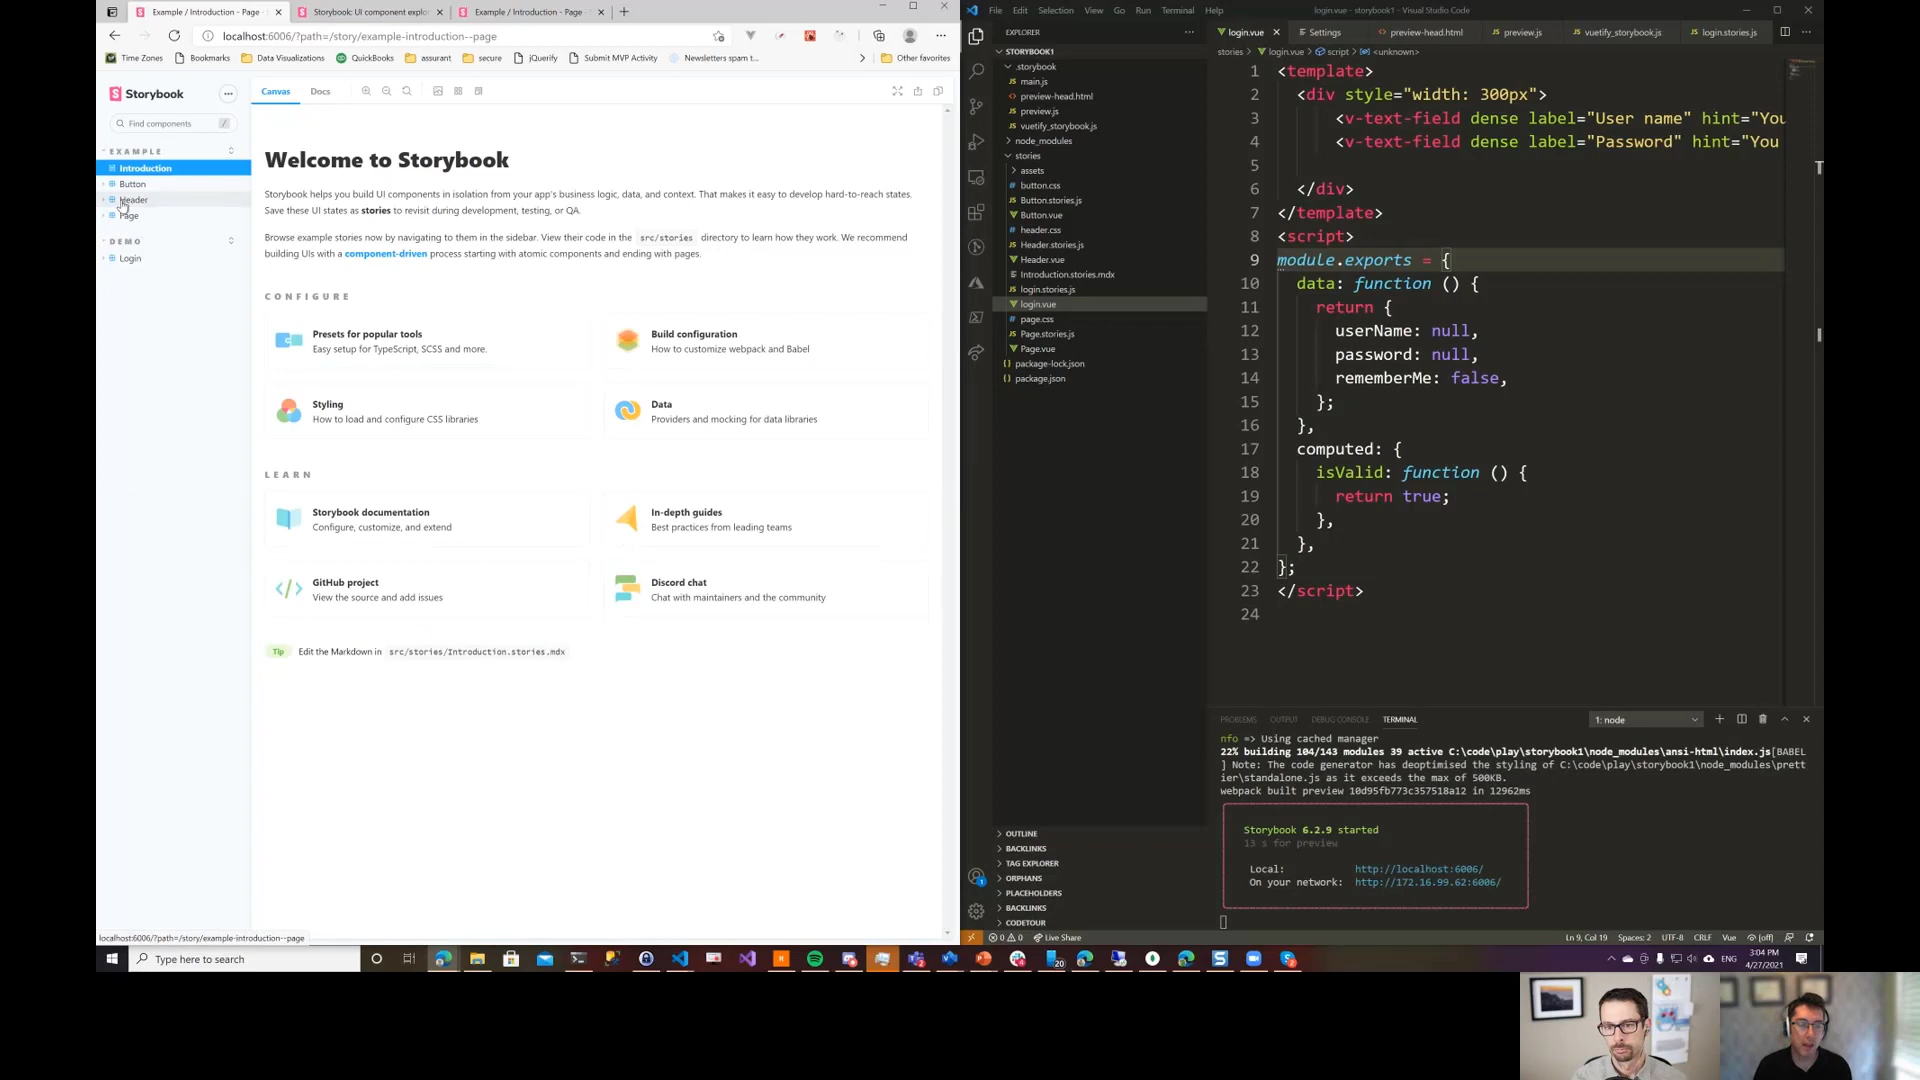 Example / Introduction - Page
Storybook: UI component explo
Example / Introduction - Page
localhost:6006/?path=/story/example-introduction--page
Time Zones
Bookmarks
Data Visualizations
QuickBooks
assurant
secure
jQuerify
Submit MVP Activity
Newsletters spam t...
Other favorites
Storybook
Find components
/
EXAMPLE
Introduction
Button
Header
Page
DEMO
Login
Canvas
Docs
Welcome to Storybook
Storybook helps you build UI components in isolation from your app's business logic, data, and context. That makes it easy to develop hard-to-reach states.
Save these UI states as stories to revisit during development, testing, or QA.
Browse example stories now by navigating to them in the sidebar. View their code in the src/stories directory to learn how they work. We recommend
building UIs with a component-driven process starting with atomic components and ending with pages.
CONFIGURE
Presets for popular tools
Easy setup for TypeScript, SCSS and more.
Build configuration
How to customize webpack and Babel
Styling
How to load and configure CSS libraries
Data
Providers and mocking for data libraries
LEARN
Storybook documentation
Configure, customize, and extend
In-depth guides
Best practices from leading teams
GitHub project
View the source and add issues
Discord chat
Chat with maintainers and the community
Tip Edit the Markdown in src/stories/Introduction.stories.mdx
localhost:6006/?path=/story/example-introduction--page
File Edit Selection View Go Run Terminal Help
login.vue - storybook1 - Visual Studio Code
EXPLORER
STORYBOOK1
.storybook
main.js
preview-head.html
preview.js
vuetify_storybook.js
node_modules
stories
assets
button.css
Button.stories.js
Button.vue
header.css
Header.stories.js
Header.vue
Introduction.stories.mdx
login.stories.js
login.vue
page.css
Page.stories.js
Page.vue
package-lock.json
package.json
OUTLINE
BACKLINKS
TAG EXPLORER
ORPHANS
PLACEHOLDERS
BACKLINKS
CODETOUR
login.vue
Settings
preview-head.html
preview.js
vuetify_storybook.js
login.stories.js
stories > login.vue > script > <unknown>
1 <template>
2 <div style="width: 300px">
3 <v-text-field dense label="User name" hint="You
4 <v-text-field dense label="Password" hint="You
5
6 </div>
7 </template>
8 <script>
9 module.exports = {
10 data: function () {
11 return {
12 userName: null,
13 password: null,
14 rememberMe: false,
15 };
16 },
17 computed: {
18 isValid: function () {
19 return true;
20 },
21 },
22 };
23 </script>
24
PROBLEMS OUTPUT DEBUG CONSOLE TERMINAL
1: node
nfo => Using cached manager
22% building 104/143 modules 39 active C:\code\play\storybook1\node_modules\ansi-html\index.js[BABEL
] Note: The code generator has deoptimised the styling of C:\code\play\storybook1\node_modules\prett
ier\standalone.js as it exceeds the max of 500KB.
webpack built preview 10d95fb773c357518a12 in 12962ms
Storybook 6.2.9 started
13 s for preview
Local: http://localhost:6006/
On your network: http://172.16.99.62:6006/
0 0
Live Share
Ln 9, Col 19
Spaces: 2
UTF-8
CRLF
Vue
(off)
Type here to search
20
ENG
3:04 PM
4/27/2021